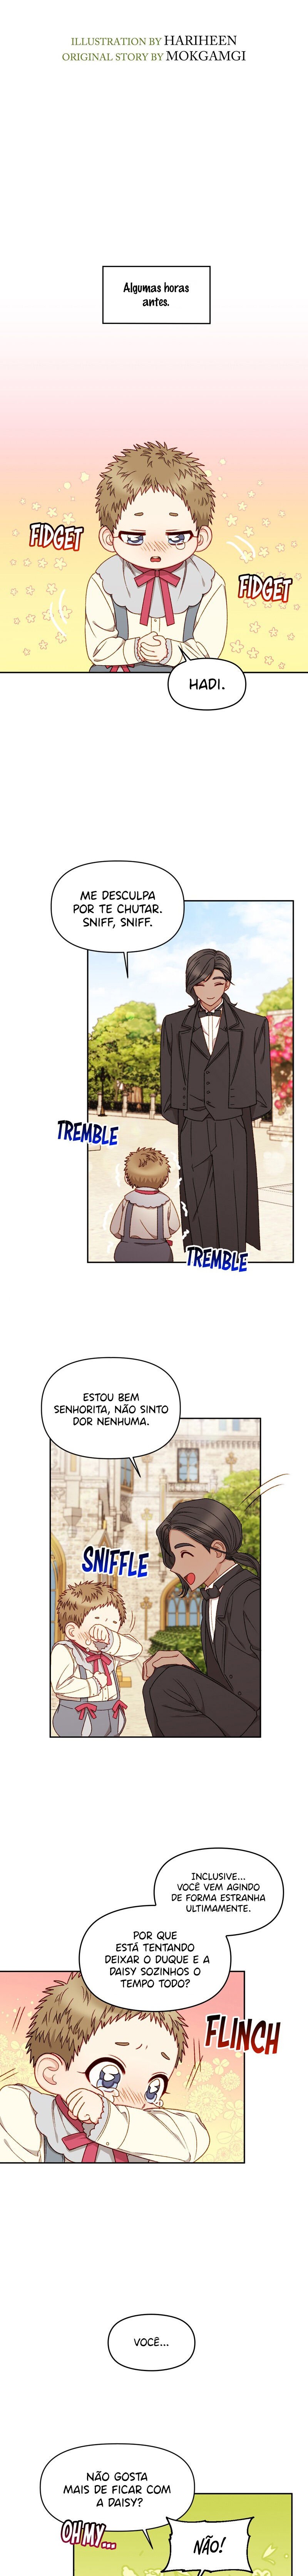 ILLUSTRATION BY HARIHEEN
ORIGINAL STORY BY MOKGAMGI
Algumas horas
antes.
FIDGET
FIDGET
HADI.
ME DESCULPA
POR TE CHUTAR.
SNIFF, SNIFF.
TREMBLE
TREMBLE
ESTOU BEM
SENHORITA, NÃO SINTO
DOR NENHUMA.
SNIFFLE
INCLUSIVE...
VOCÊ VEM AGINDO
DE FORMA ESTRANHA
ULTIMAMENTE.
POR QUE
ESTÁ TENTANDO
DEIXAR O DUQUE E A
DAISY SOZINHOS O
TEMPO TODO?
FLINCH
VOCÊ...
NÃO GOSTA
MAIS DE FICAR COM
A DAISY?
OH MY...
NÃO!